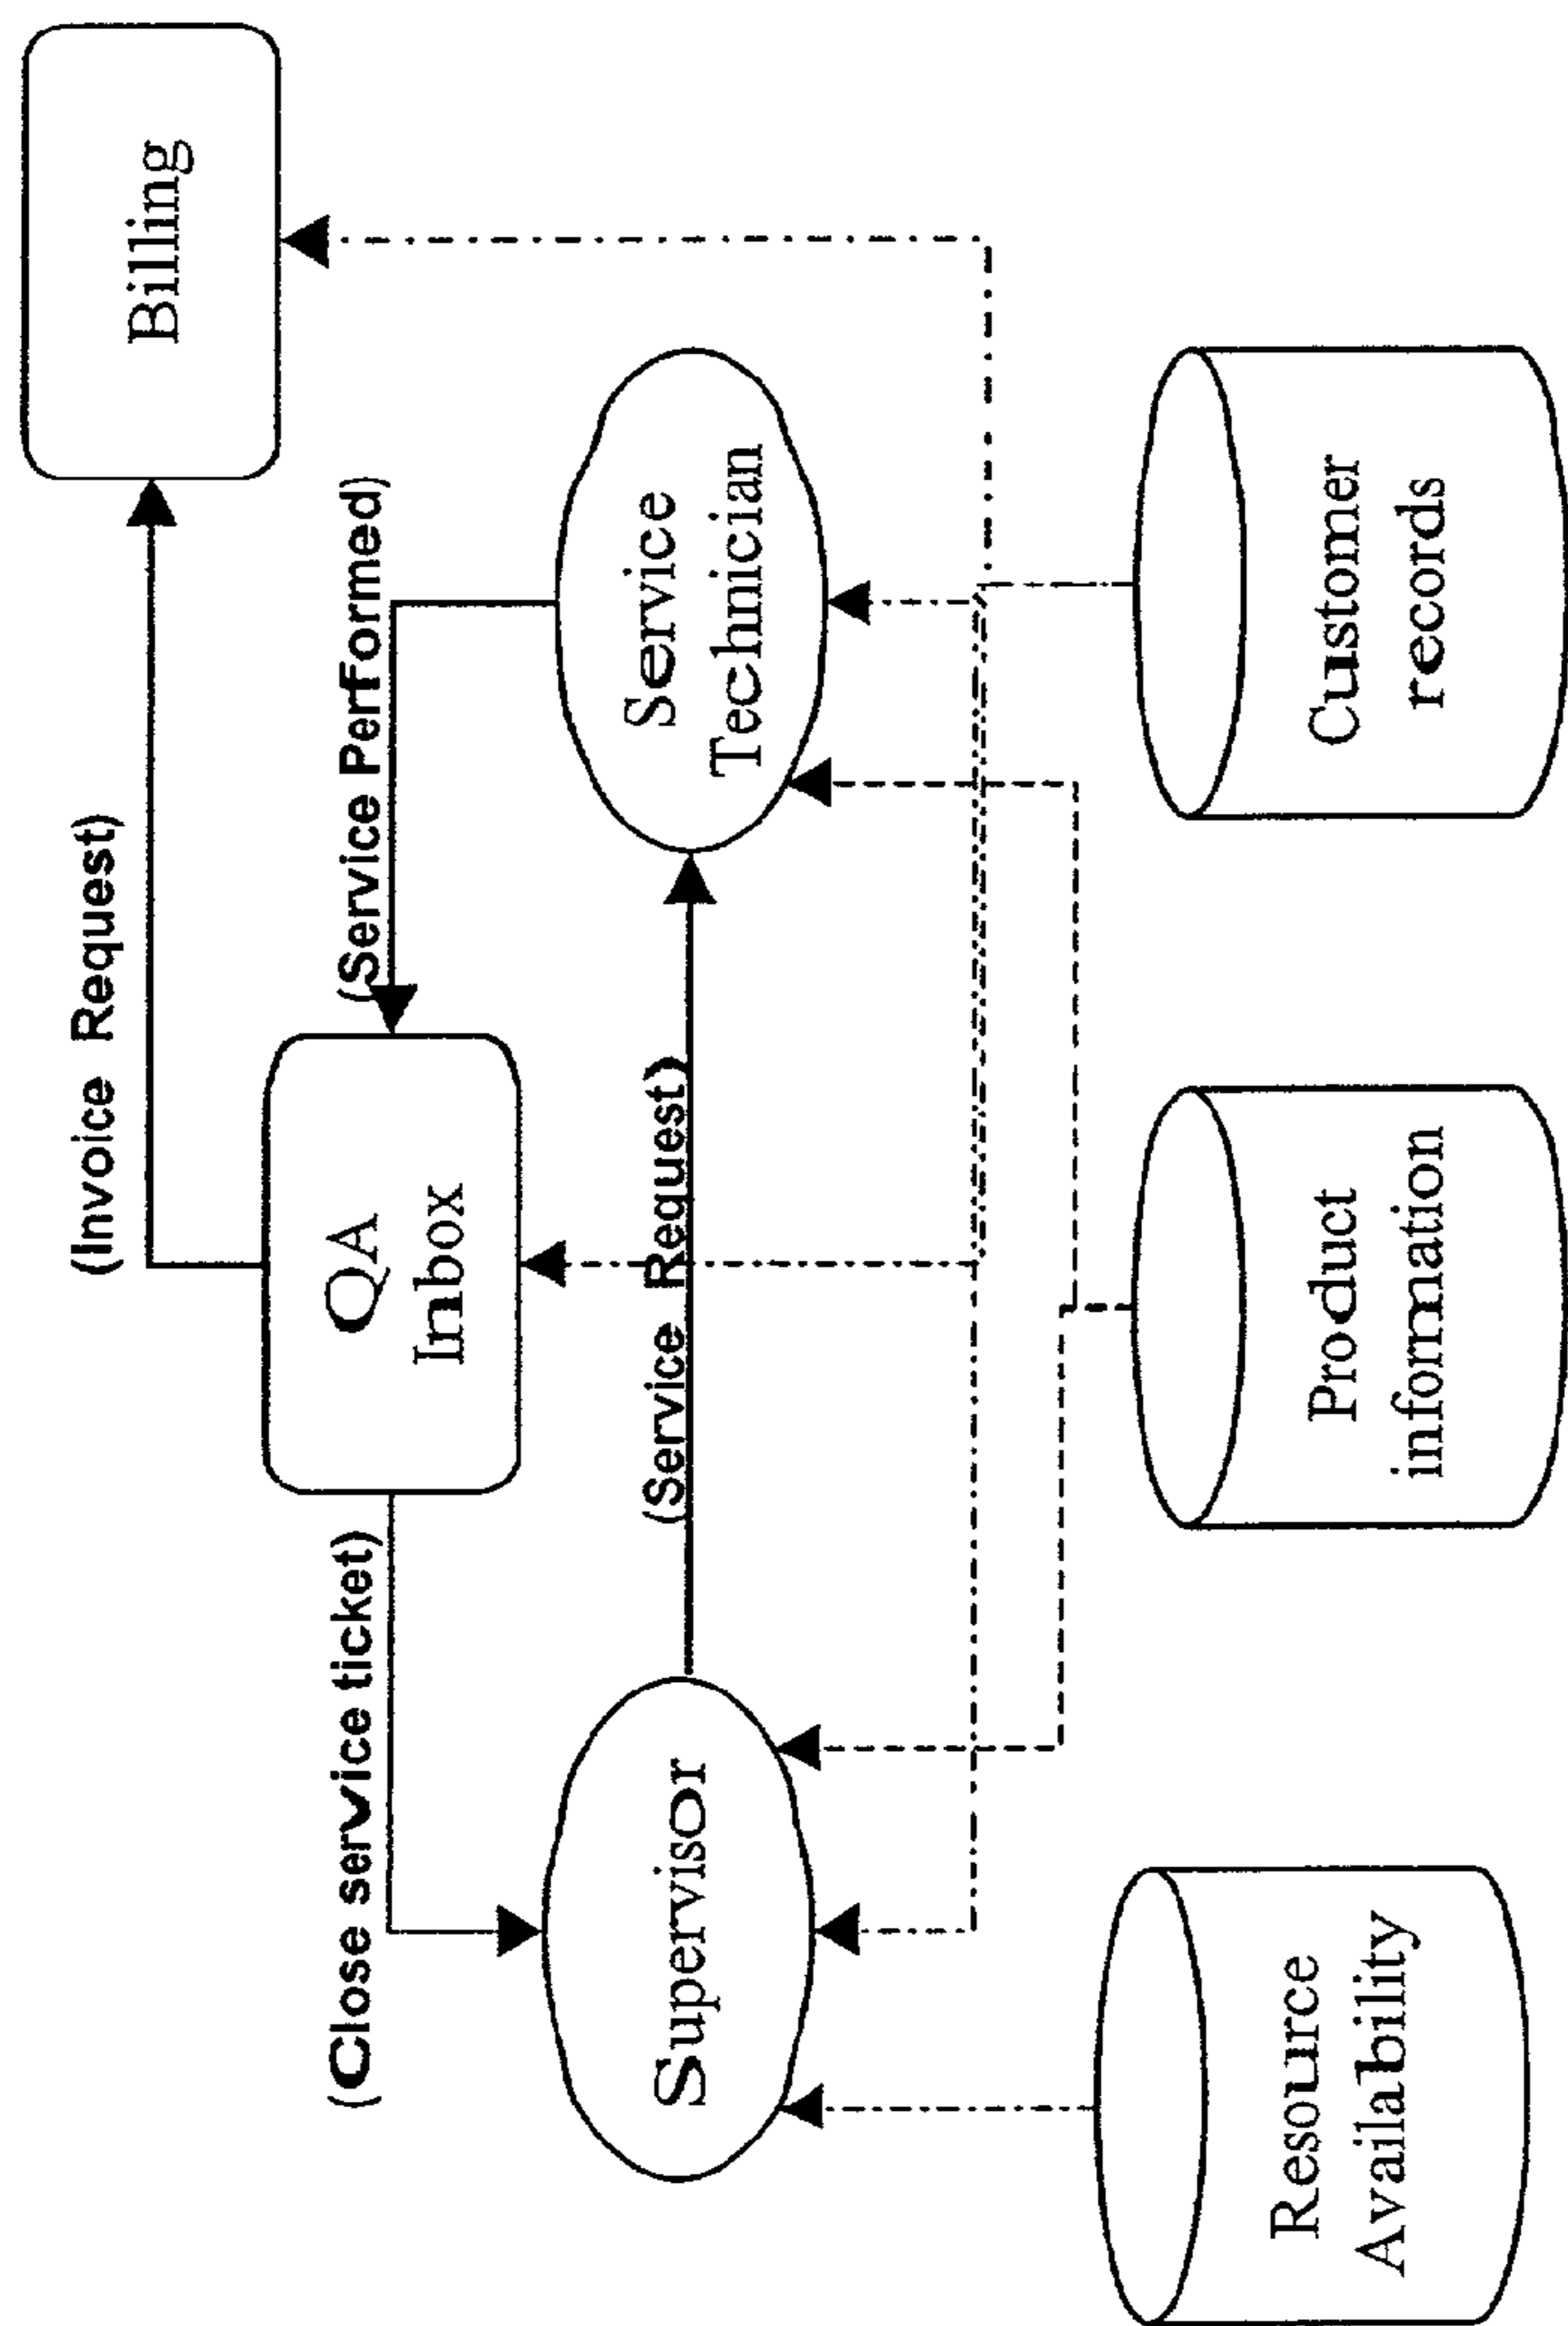 (Invoice Request)
Billing
(Close service ticket)
QA
Inbox
(Service Performed)
Supervisor
(Service Request)
Service
Technician
Resource
Availability
Product
information
Customer
records